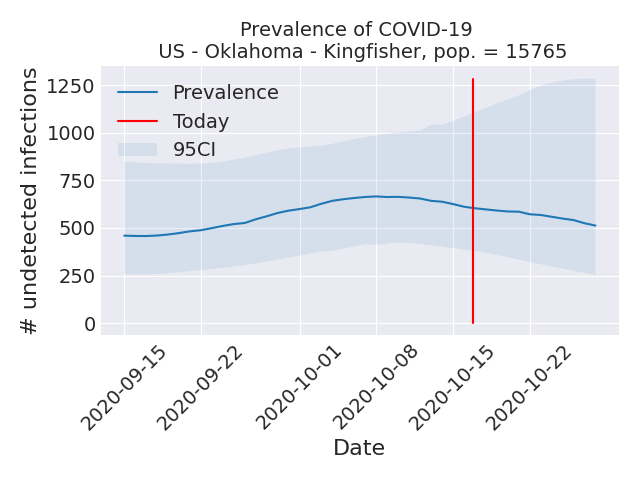 Prevalence of COVID-19
US - Oklahoma - Kingfisher, pop. = 15765
# undetected infections
1250
1000
750
500
250
0
Prevalence
Today
95CI
2020-09-15
2020-09-22
2020-10-01
2020-10-08
2020-10-15
2020-10-22
Date